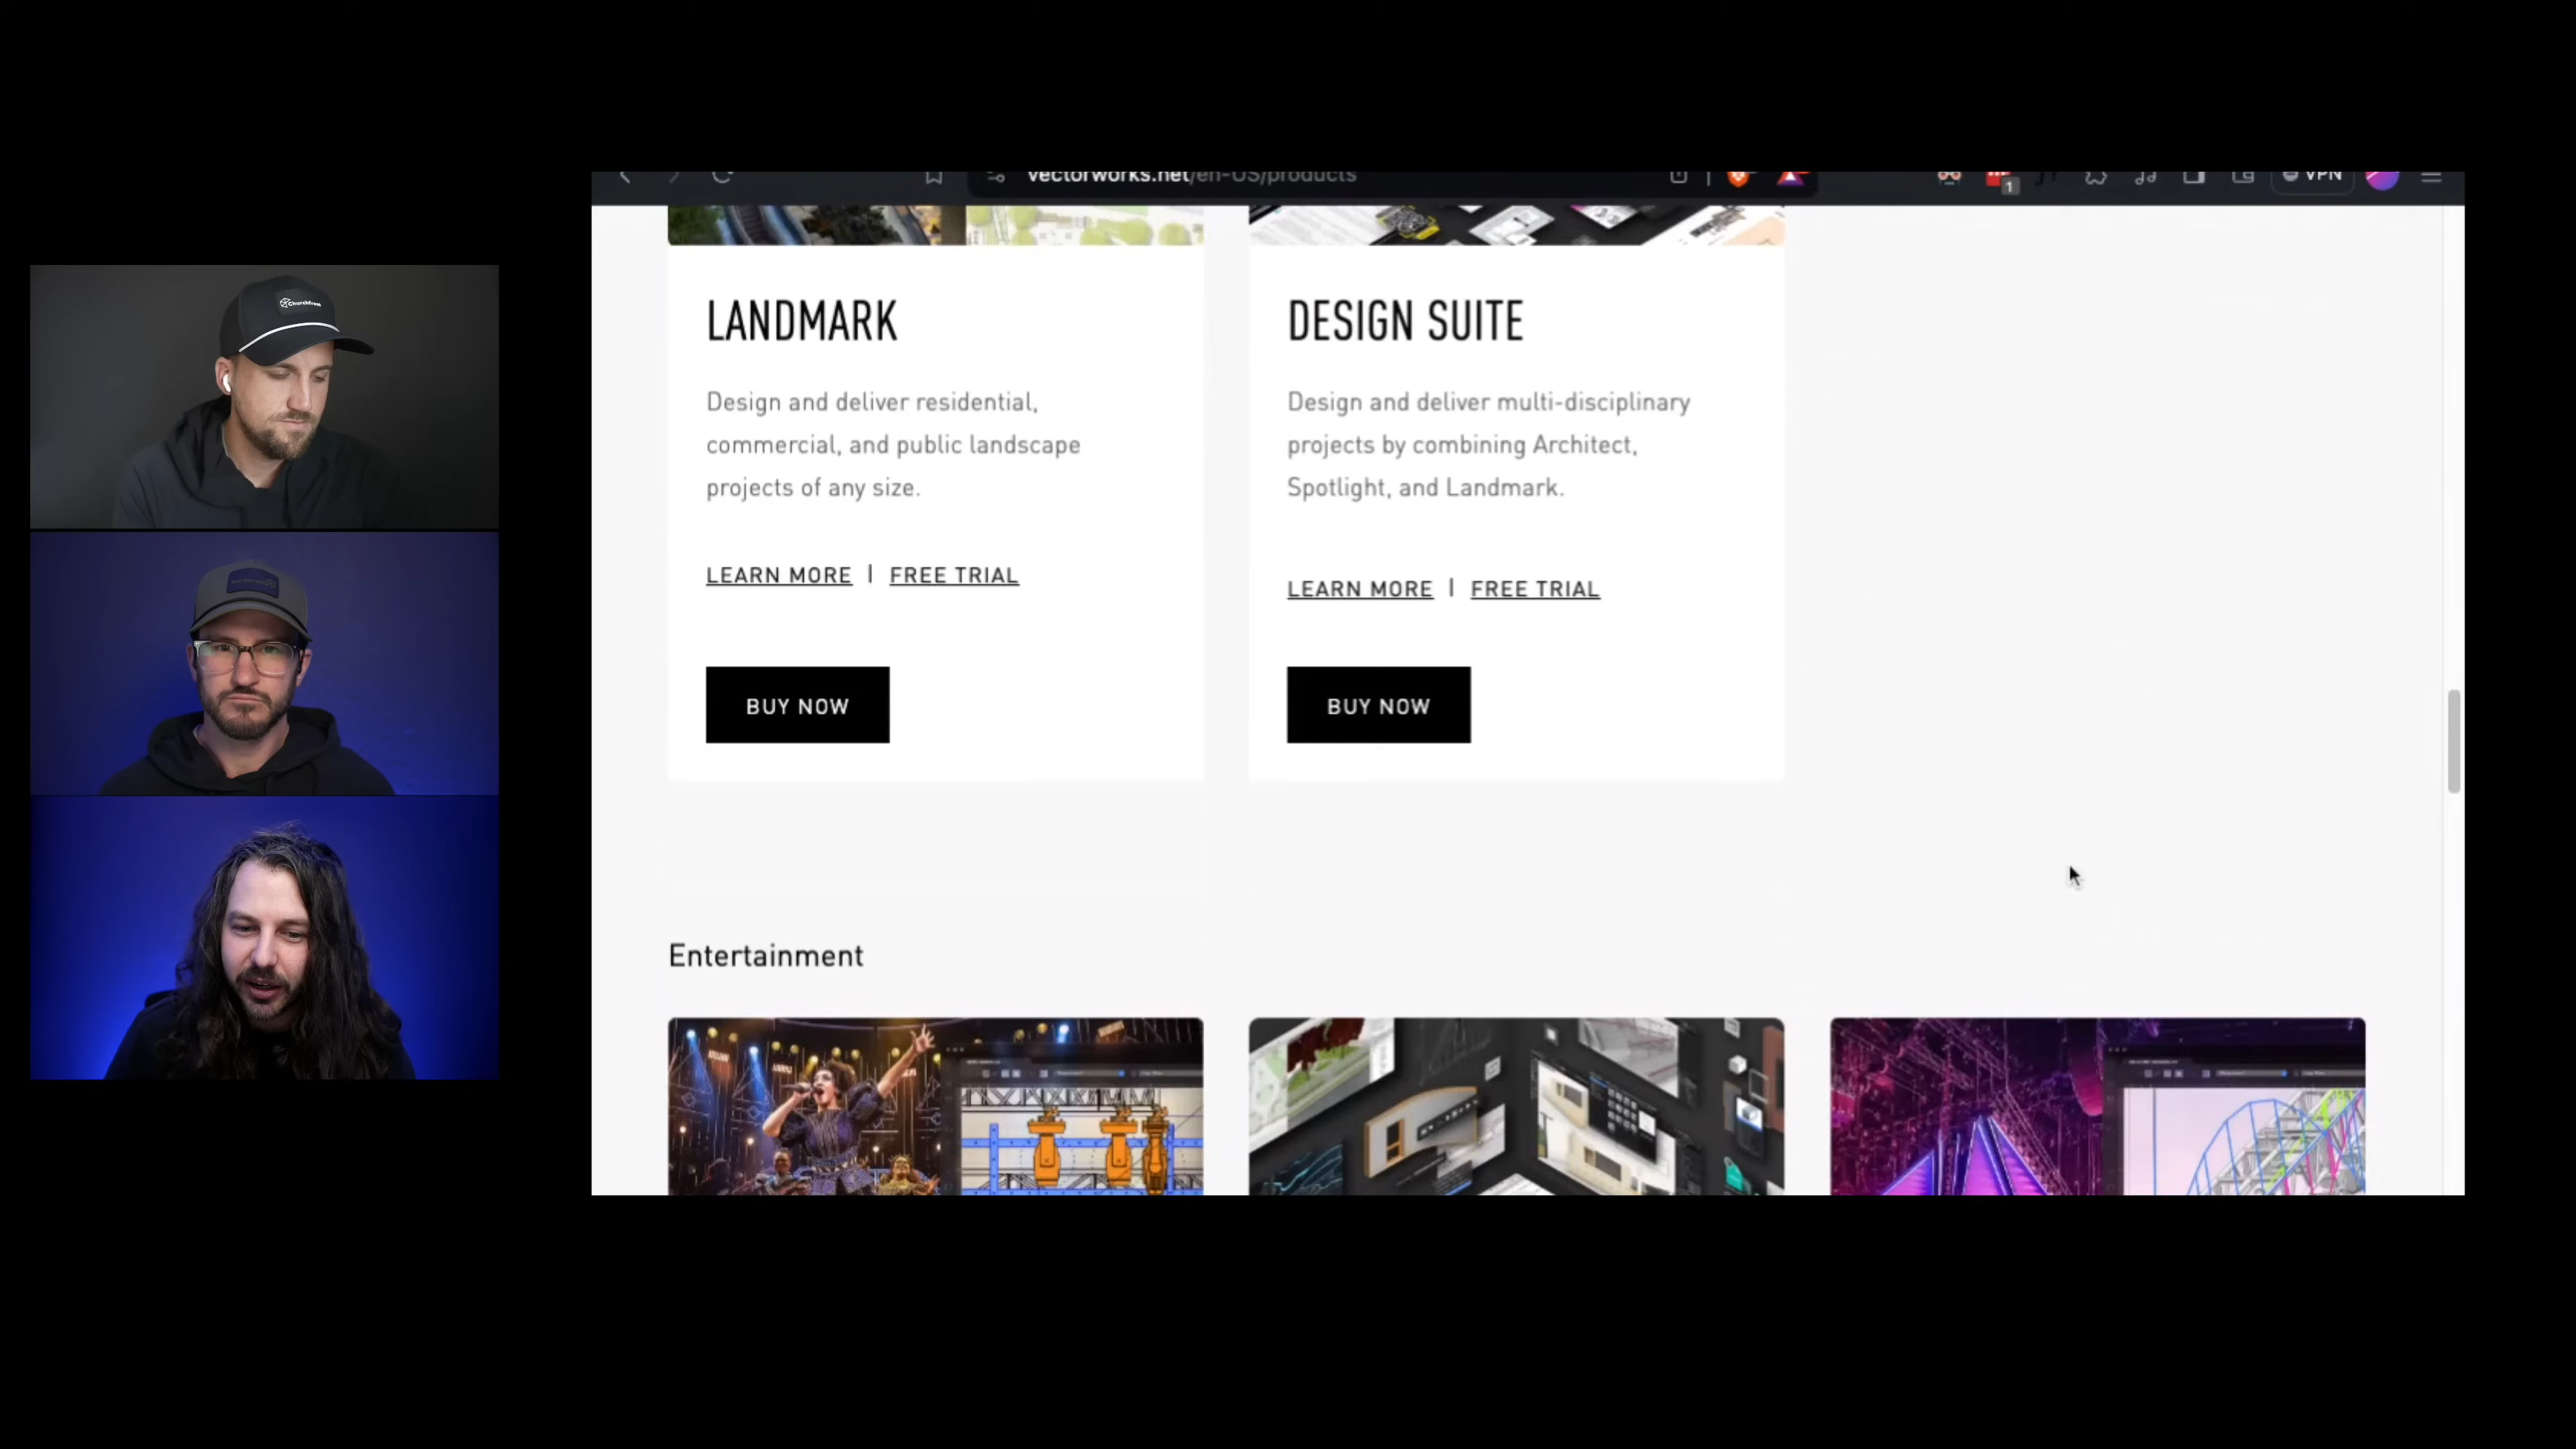 Churchfront
vectorworks.net/en-US/products
1
VPN
LANDMARK
Design and deliver residential,
commercial, and public landscape
projects of any size.
LEARN MORE | FREE TRIAL
BUY NOW
DESIGN SUITE
Design and deliver multi-disciplinary
projects by combining Architect,
Spotlight, and Landmark.
LEARN MORE | FREE TRIAL
BUY NOW
Entertainment